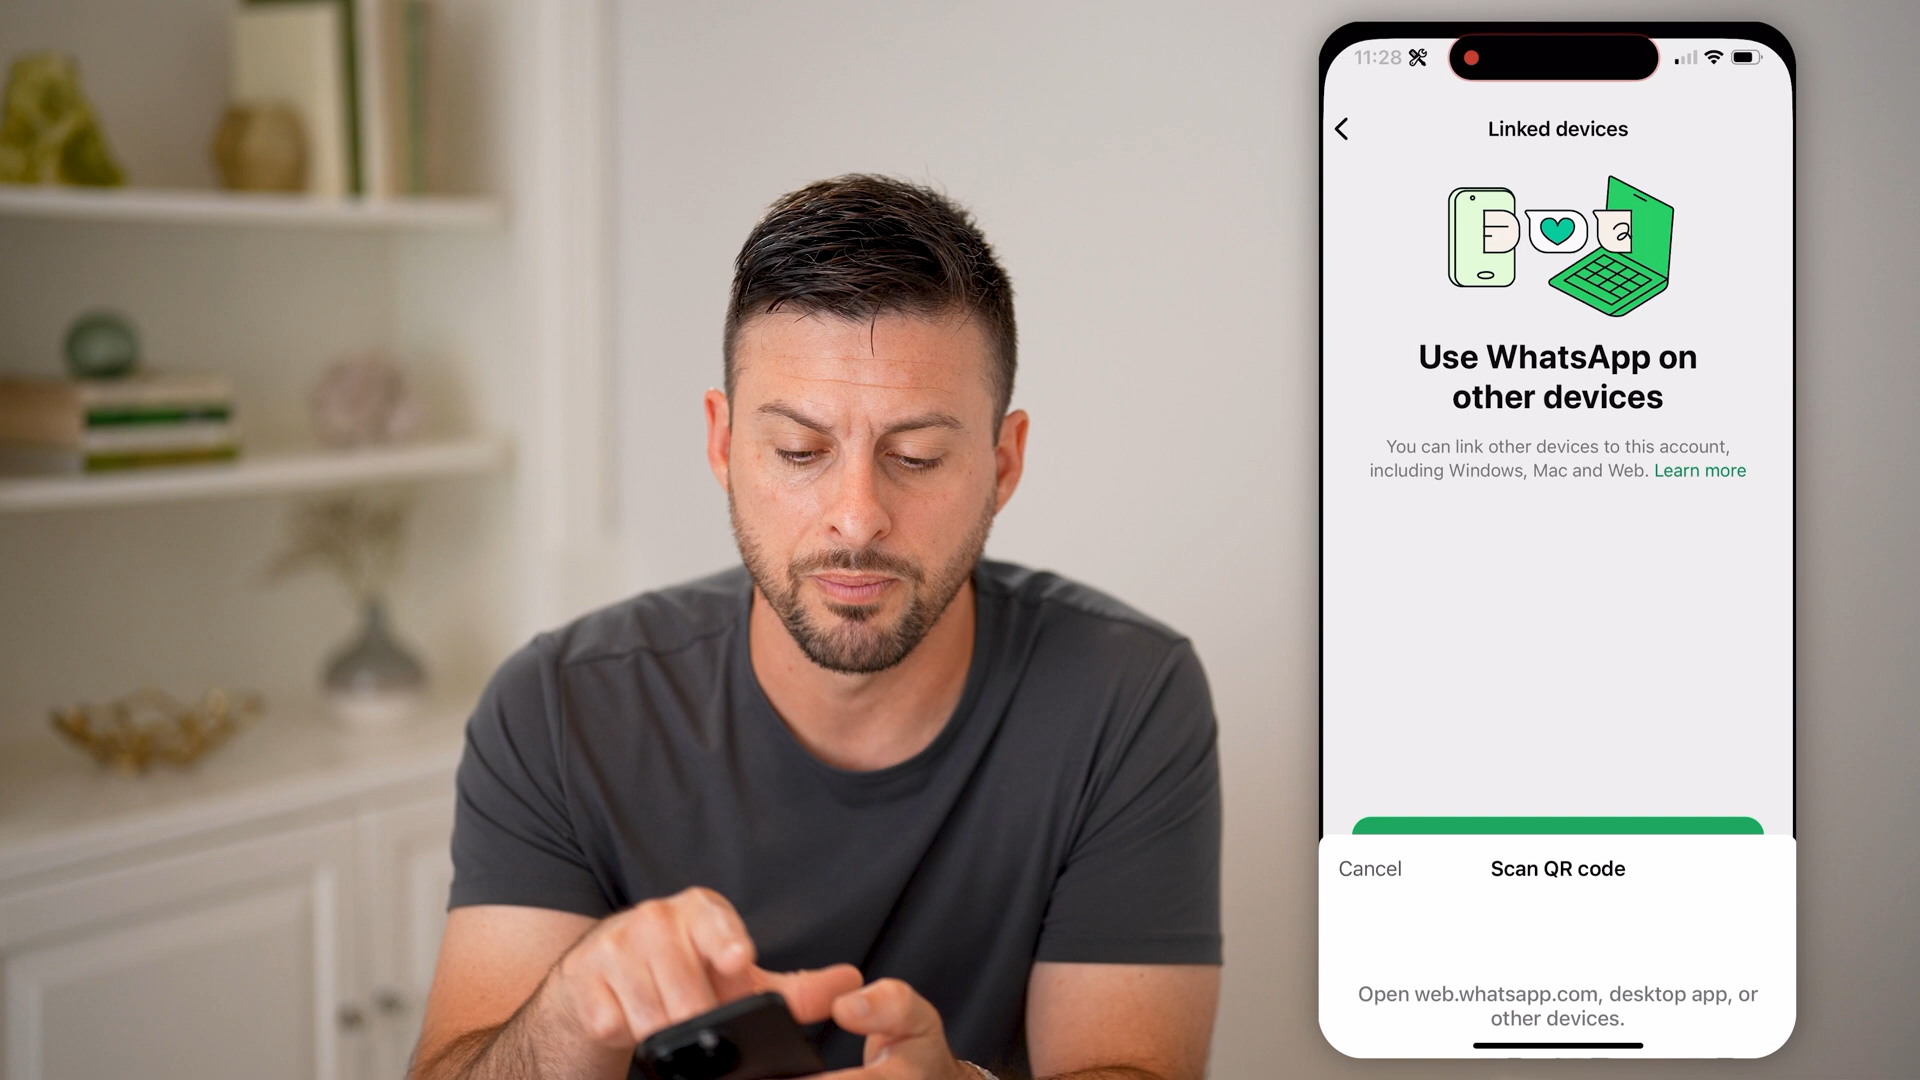 11:28
Linked devices
Use WhatsApp on
other devices
You can link other devices to this account,
including Windows, Mac and Web. Learn more
Cancel
Scan QR code
Open web.whatsapp.com, desktop app, or
other devices.